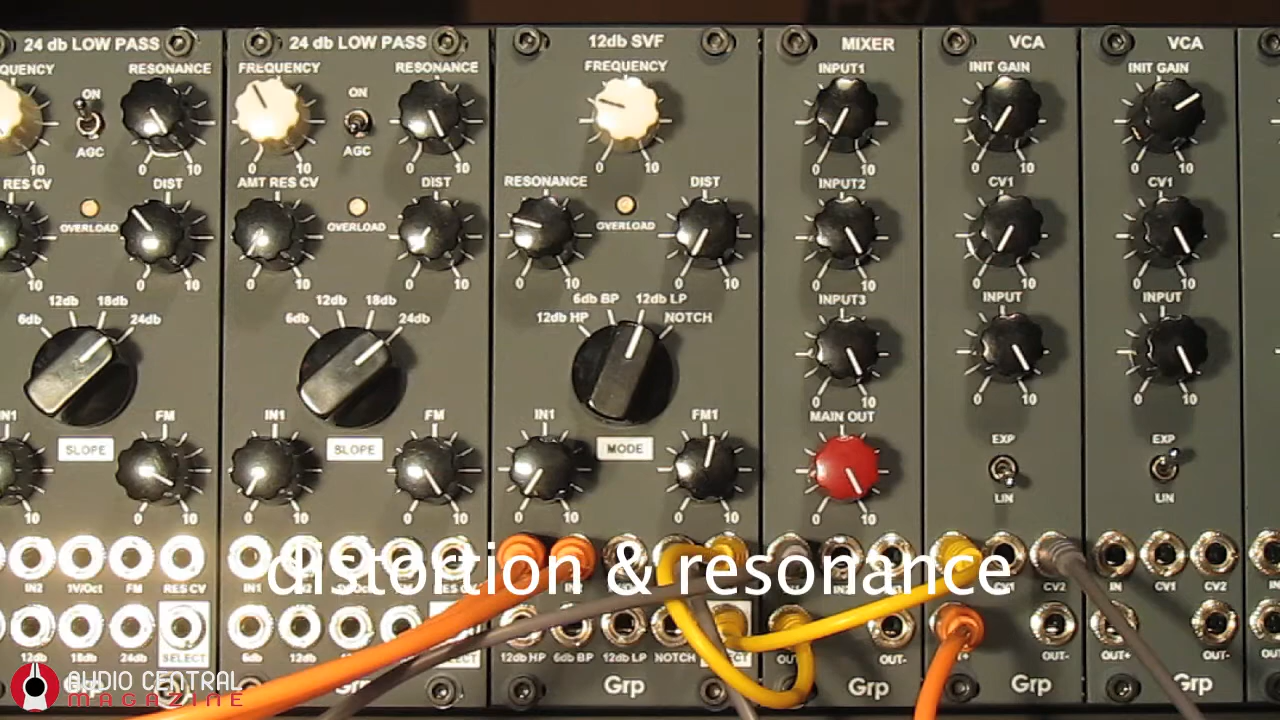 24 db LOW PASS 24 db LOW PASS 12db SVF MIXER VCA VCA
QUENCY RESONANCE FREQUENCY RESONANCE FREQUENCY INPUT1 INIT GAIN INIT GAIN
ON ON
AGC AGC
10 0 10 0 10 0 10 0 10 0 10 0 10 0 10
RES CV DIST AMT RES CV DIST RESONANCE DIST INPUT2 CV1 CV1
OVERLOAD OVERLOAD OVERLOAD
10 0 10 0 10 0 10 0 10 0 10 0 10 0 10 0 10
12db 18db 12db 18db 6db BP 12db LP INPUT3 INPUT INPUT
6db 24db 6db 24db 12db HP NOTCH
0 10 0 10 0 10
IN1 FM IN1 FM IN1 FM1 MAIN OUT
SLOPE SLOPE MODE EXP EXP
LIN LIN
10 0 10 0 10 0 10 0 10 0 10 0 10
distortion & resonance
IN2 1V/Oct FM RES CV IN1 CV1 CV2 IN CV1 CV2
12db 18db 24db SELECT 6db 12db 12db HP 6db BP 12db LP NOTCH OUT- OUT- OUT+ OUT-
Grp Grp Grp Grp Grp Grp
AUDIO CENTRAL
MAGAZINE